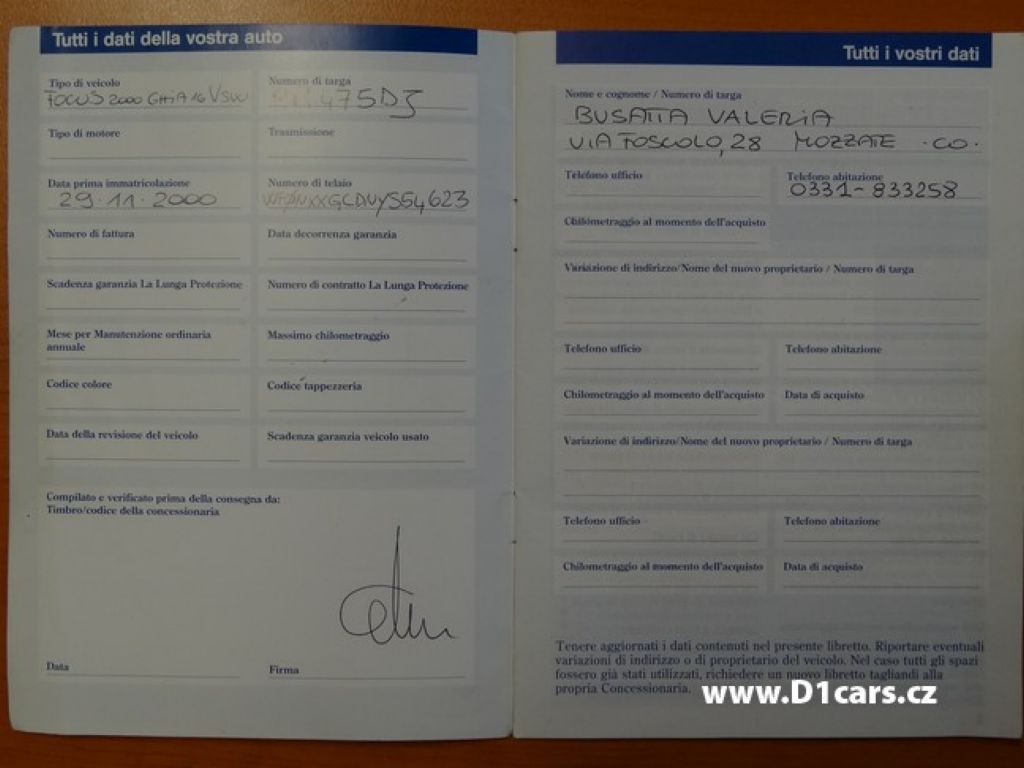 Tutti i dati della vostra auto
Tipo di veicolo
FOCUS 2000 GHIA 16V SW
Numero di targa
475DJ
Tipo di motore
Trasmissione
Data prima immatricolazione
29.11.2000
Numero di telaio
WFØNXXGCDNYS54623
Numero di fattura
Data decorrenza garanzia
Scadenza garanzia La Lunga Protezione
Numero di contratto La Lunga Protezione
Mese per Manutenzione ordinaria
annuale
Massimo chilometraggio
Codice colore
Codice tappezzeria
Data della revisione del veicolo
Scadenza garanzia veicolo usato
Compilato e verificato prima della consegna da:
Timbro/codice della concessionaria
Data
Firma
Tutti i vostri dati
Nome e cognome / Numero di targa
BUSATTA VALERIA
VIA FOSCOLO, 28 MOZZATE .CO.
Telefono ufficio
Telefono abitazione
0331-833258
Chilometraggio al momento dell'acquisto
Variazione di indirizzo/Nome del nuovo proprietario / Numero di targa
Telefono ufficio
Telefono abitazione
Chilometraggio al momento dell'acquisto
Data di acquisto
Variazione di indirizzo/Nome del nuovo proprietario / Numero di targa
Telefono ufficio
Telefono abitazione
Chilometraggio al momento dell'acquisto
Data di acquisto
Tenere aggiornati i dati contenuti nel presente libretto. Riportare eventuali
variazioni di indirizzo o di proprietario del veicolo. Nel caso tutti gli spazi
fossero già stati utilizzati, richiedere un nuovo libretto tagliandi alla
propria Concessionaria.
www.D1cars.cz